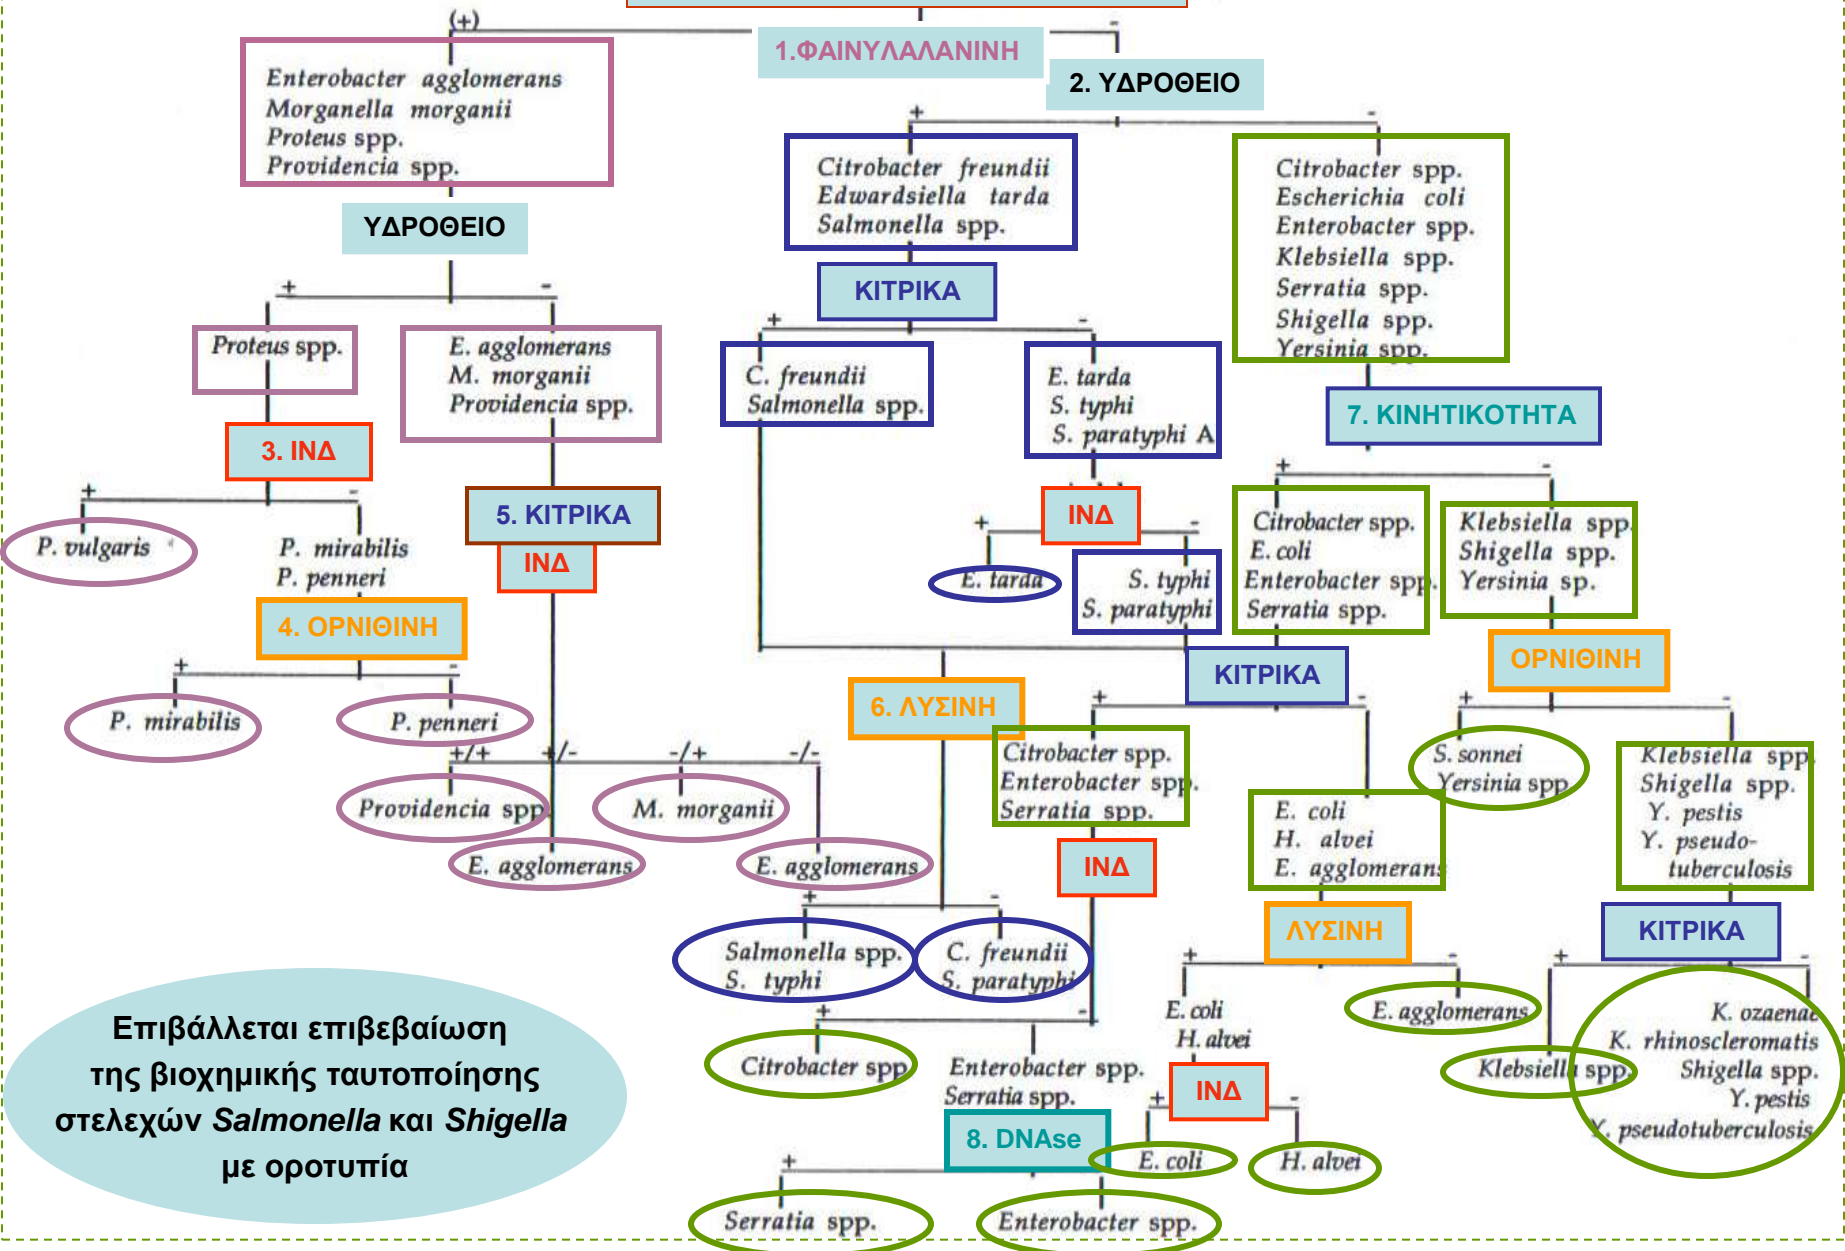 (+)
-
1.ΦΑΙΝΥΛΑΛΑΝΙΝΗ
Enterobacter agglomerans
Morganella morganii
Proteus spp.
Providencia spp.
2. ΥΔΡΟΘΕΙΟ
+
-
Citrobacter freundii
Edwardsiella tarda
Salmonella spp.
Citrobacter spp.
Escherichia coli
Enterobacter spp.
Klebsiella spp.
Serratia spp.
Shigella spp.
Yersinia spp.
ΥΔΡΟΘΕΙΟ
+
-
Proteus spp.
E. agglomerans
M. morganii
Providencia spp.
ΚΙΤΡΙΚΑ
+
-
C. freundii
Salmonella spp.
E. tarda
S. typhi
S. paratyphi A
7. ΚΙΝΗΤΙΚΟΤΗΤΑ
+
-
3. ΙΝΔ
+
-
P. vulgaris
P. mirabilis
P. penneri
5. ΚΙΤΡΙΚΑ
ΙΝΔ
ΙΝΔ
+
-
E. tarda
S. typhi
S. paratyphi
Citrobacter spp.
E. coli
Enterobacter spp.
Serratia spp.
Klebsiella spp.
Shigella spp.
Yersinia sp.
4. ΟΡΝΙΘΙΝΗ
+
-
P. mirabilis
P. penneri
+/+
+/-
-/+
-/-
Providencia spp
M. morganii
E. agglomerans
E. agglomerans
6. ΛΥΣΙΝΗ
+
-
Salmonella spp.
S. typhi
C. freundii
S. paratyphi
ΚΙΤΡΙΚΑ
+
-
Citrobacter spp.
Enterobacter spp.
Serratia spp.
E. coli
H. alvei
E. agglomerans
ΟΡΝΙΘΙΝΗ
+
-
S. sonnei
Yersinia spp
Klebsiella spp
Shigella spp.
Y. pestis
Y. pseudo-
tuberculosis
ΙΝΔ
+
-
Citrobacter spp
Enterobacter spp.
Serratia spp.
ΛΥΣΙΝΗ
+
-
E. coli
H. alvei
E. agglomerans
ΚΙΤΡΙΚΑ
+
-
Klebsiella spp.
K. ozaenae
K. rhinoscleromatis
Shigella spp.
Y. pestis
Y. pseudotuberculosis
ΙΝΔ
+
-
E. coli
H. alvei
8. DNAse
+
Serratia spp.
Enterobacter spp.
Επιβάλλεται επιβεβαίωση
της βιοχημικής ταυτοποίησης
στελεχών Salmonella και Shigella
με οροτυπία